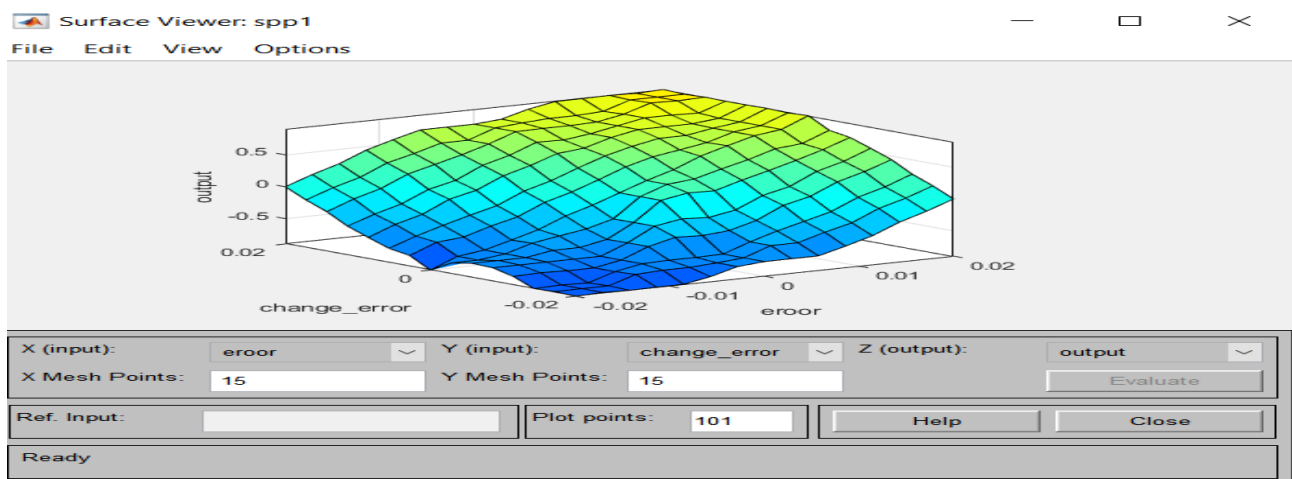 Surface Viewer: spp1
File Edit View Options
0.5
0
-0.5
output
0.02
0
-0.02
change_error
-0.02
-0.01
0
0.01
0.02
eroor
X (input): eroor Y (input): change_error Z (output): output
X Mesh Points: 15 Y Mesh Points: 15 Evaluate
Ref. Input: Plot points: 101 Help Close
Ready